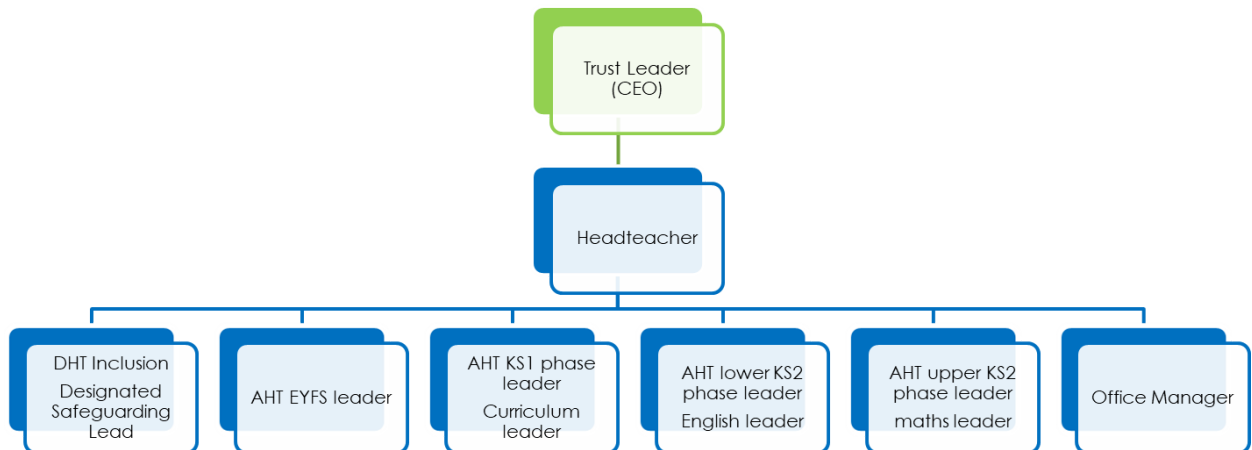 Trust Leader
(CEO)
Headteacher
DHT Inclusion
Designated
Safeguarding
Lead
AHT EYFS leader
AHT KS1 phase
leader
Curriculum
leader
AHT lower KS2
phase leader
English leader
AHT upper KS2
phase leader
maths leader
Office Manager